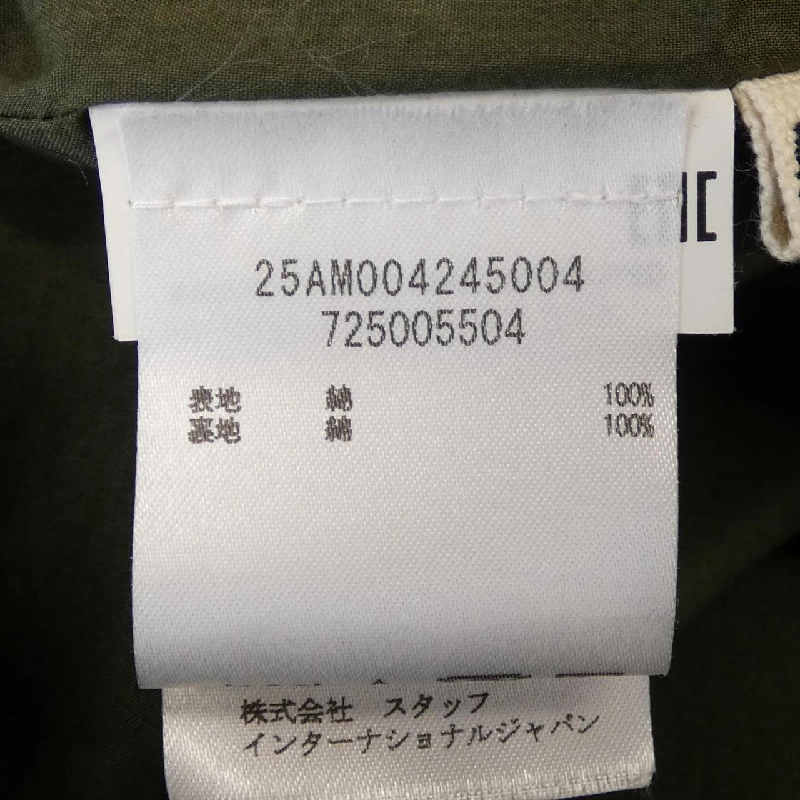 25AM004245004
725005504
表地 綿 100%
裏地 綿 100%
株式会社 スタッフ
インターナショナルジャパン